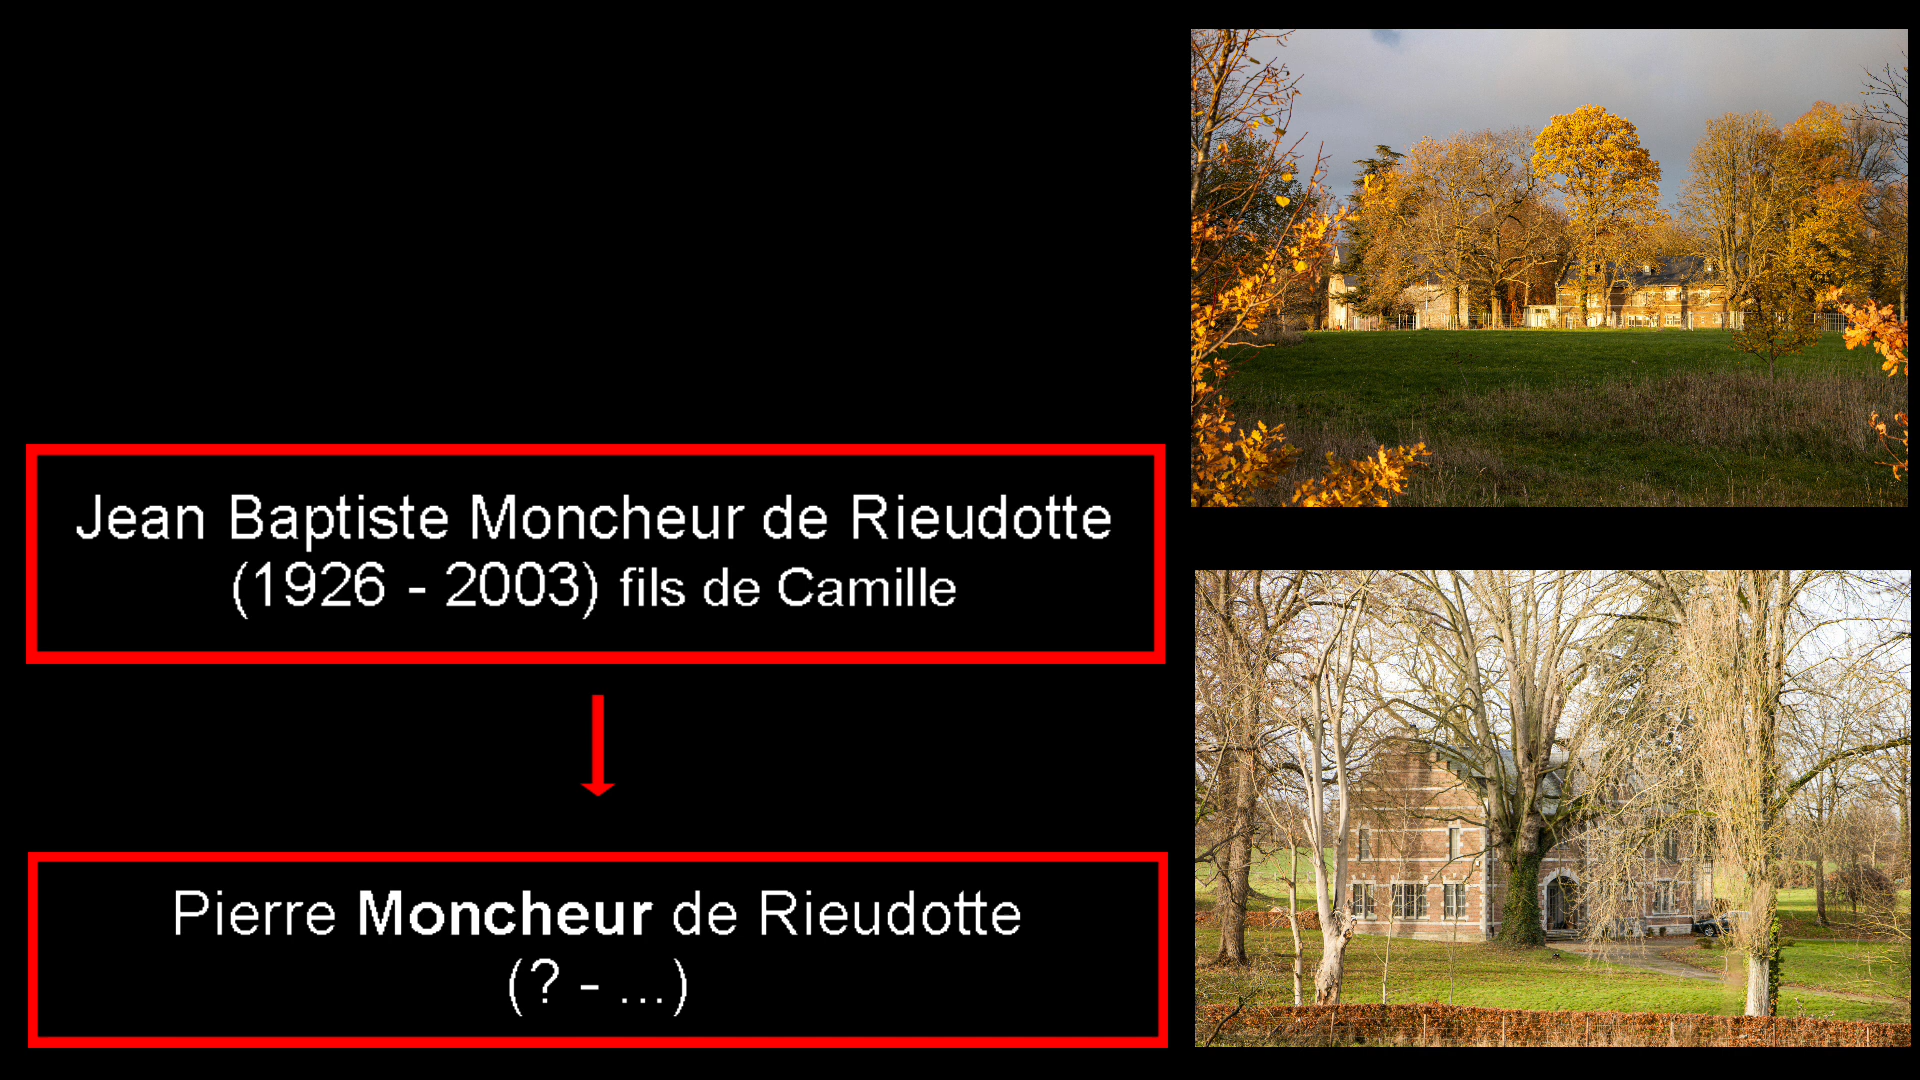 Jean Baptiste Moncheur de Rieudotte
(1926 - 2003) fils de Camille
Pierre Moncheur de Rieudotte
(? - ...)